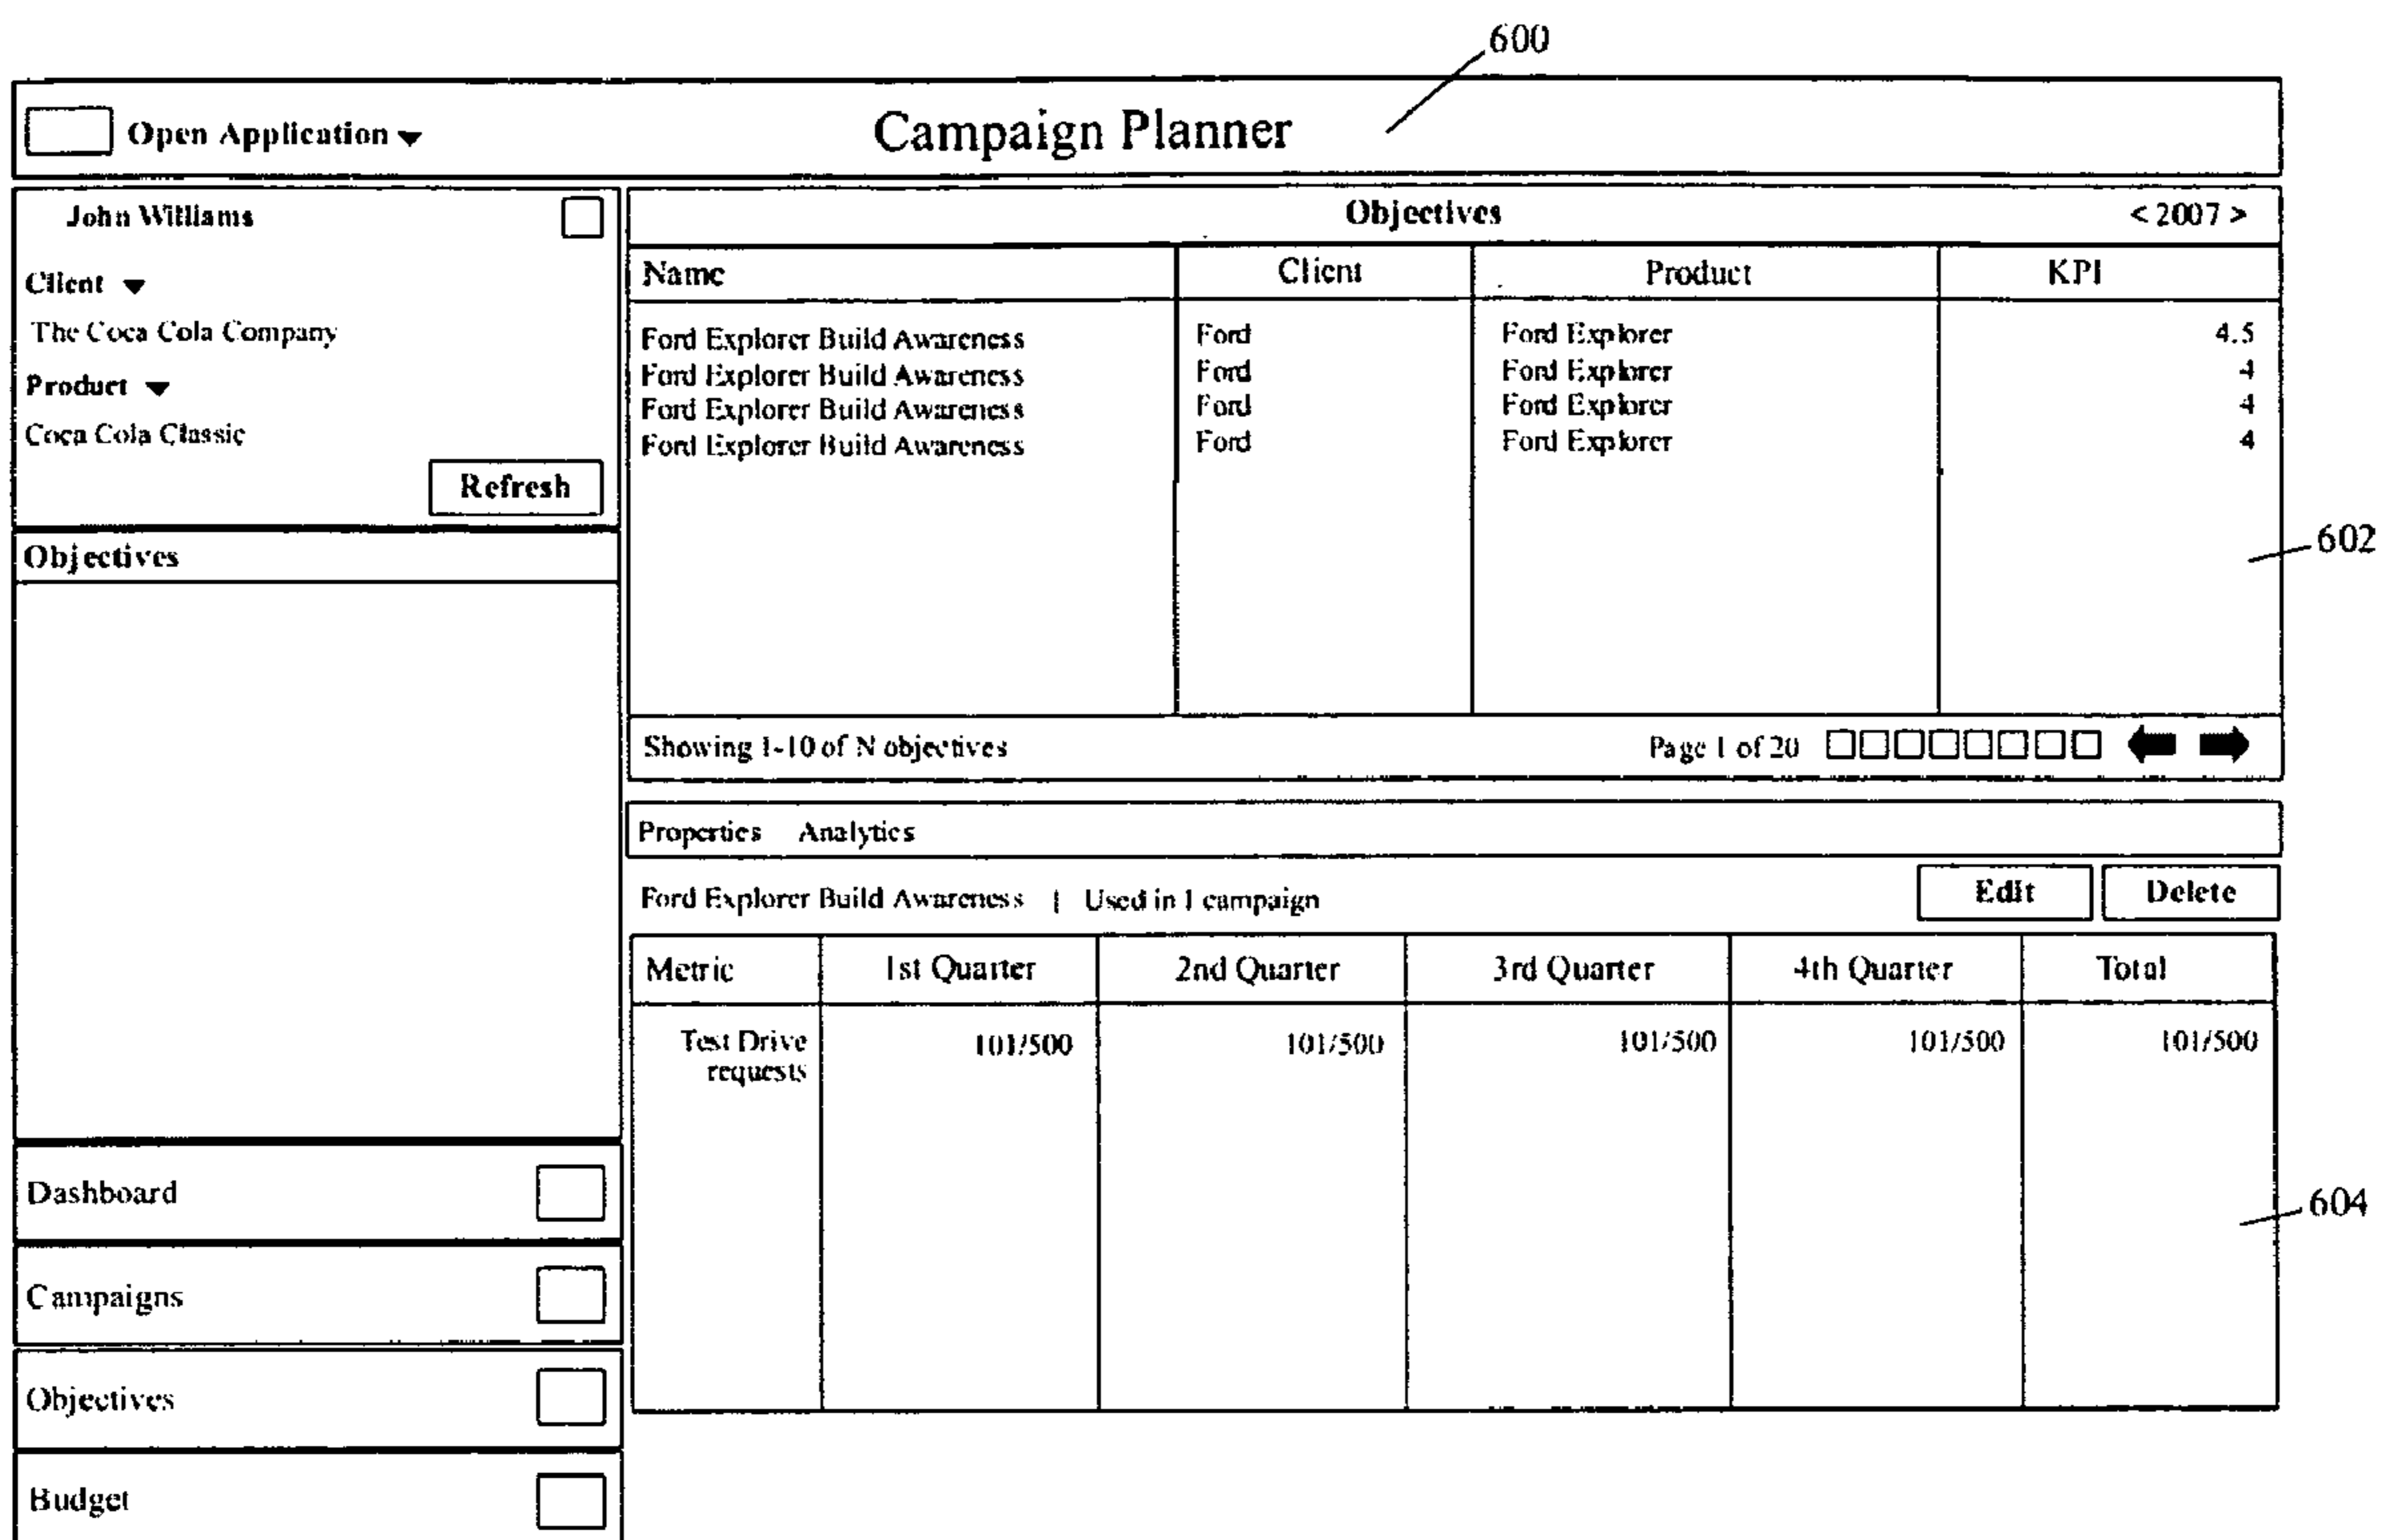 600
Open Application
Campaign Planner
John Williams
Client
The Coca Cola Company
Product
Coca Cola Classic
Refresh
Objectives
Dashboard
Campaigns
Objectives
Budget
Objectives < 2007 >
Name Client Product KPI
Ford Explorer Build Awareness Ford Ford Explorer 4.5
Ford Explorer Build Awareness Ford Ford Explorer 4
Ford Explorer Build Awareness Ford Ford Explorer 4
Ford Explorer Build Awareness Ford Ford Explorer 4
602
Showing 1-10 of N objectives Page 1 of 20
Properties Analytics
Ford Explorer Build Awareness | Used in 1 campaign Edit Delete
Metric 1st Quarter 2nd Quarter 3rd Quarter 4th Quarter Total
Test Drive 101/500 101/500 101/500 101/500 101/500
requests
604